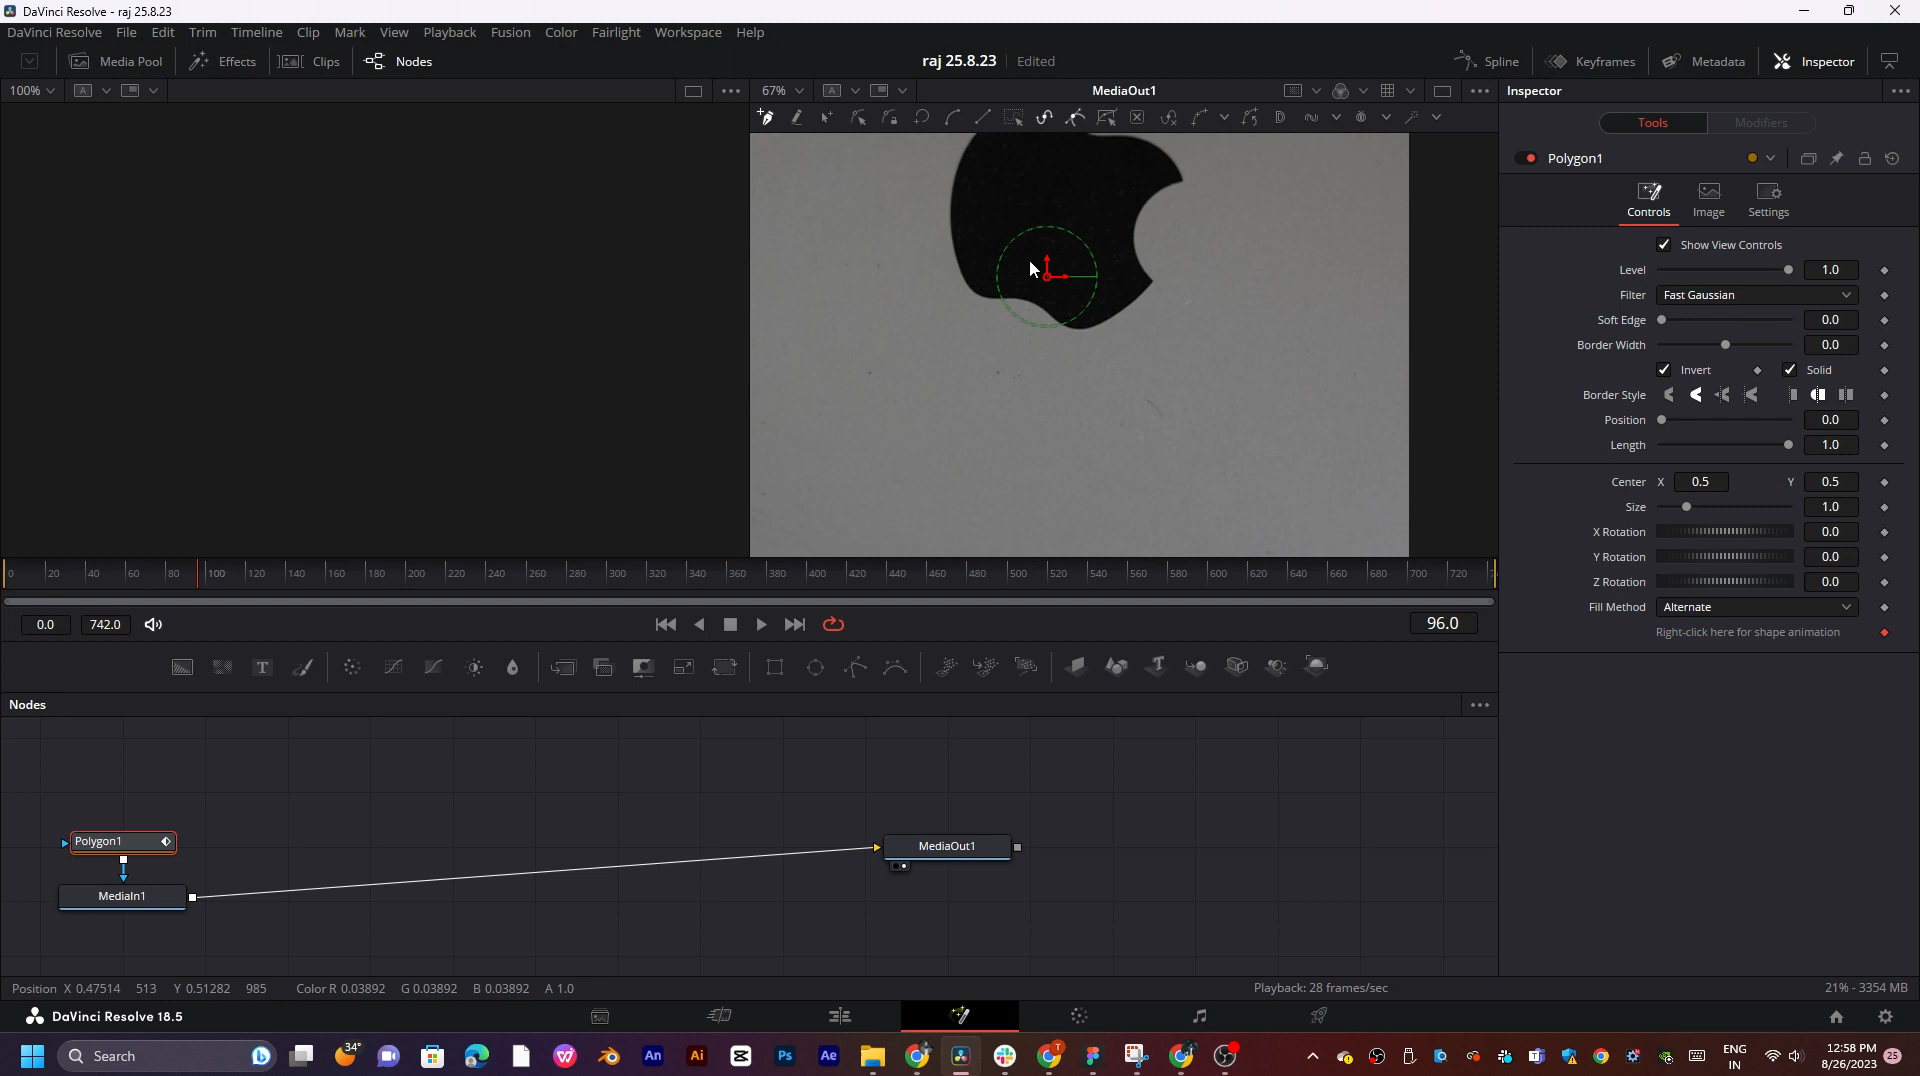 DaVinci Resolve - raj 25.8.23
DaVinci Resolve File Edit Trim Timeline Clip Mark View Playback Fusion Color Fairlight Workspace Help
Media Pool Effects Clips Nodes raj 25.8.23 Edited Spline Keyframes Metadata Inspector
100% A 67% A MediaOut1 Inspector
Tools Modifiers
Polygon1
Controls Image Settings
Show View Controls
Level 1.0
Filter Fast Gaussian
Soft Edge 0.0
Border Width 0.0
Invert Solid
Border Style
Position 0.0
Length 1.0
Center X 0.5 Y 0.5
Size 1.0
X Rotation 0.0
Y Rotation 0.0
Z Rotation 0.0
Fill Method Alternate
Right-click here for shape animation
0 20 40 60 80 100 120 140 160 180 200 220 240 260 280 300 320 340 360 380 400 420 440 460 480 500 520 540 560 580 600 620 640 660 680 700 720
0.0 742.0 96.0
T
Nodes
Polygon1
MediaIn1
MediaOut1
Position X 0.47514 513 Y 0.51282 985 Color R 0.03892 G 0.03892 B 0.03892 A 1.0 Playback: 28 frames/sec 21% - 3354 MB
DaVinci Resolve 18.5
Search 34° An Ai Ps Ae ENG IN 12:58 PM 8/26/2023 25